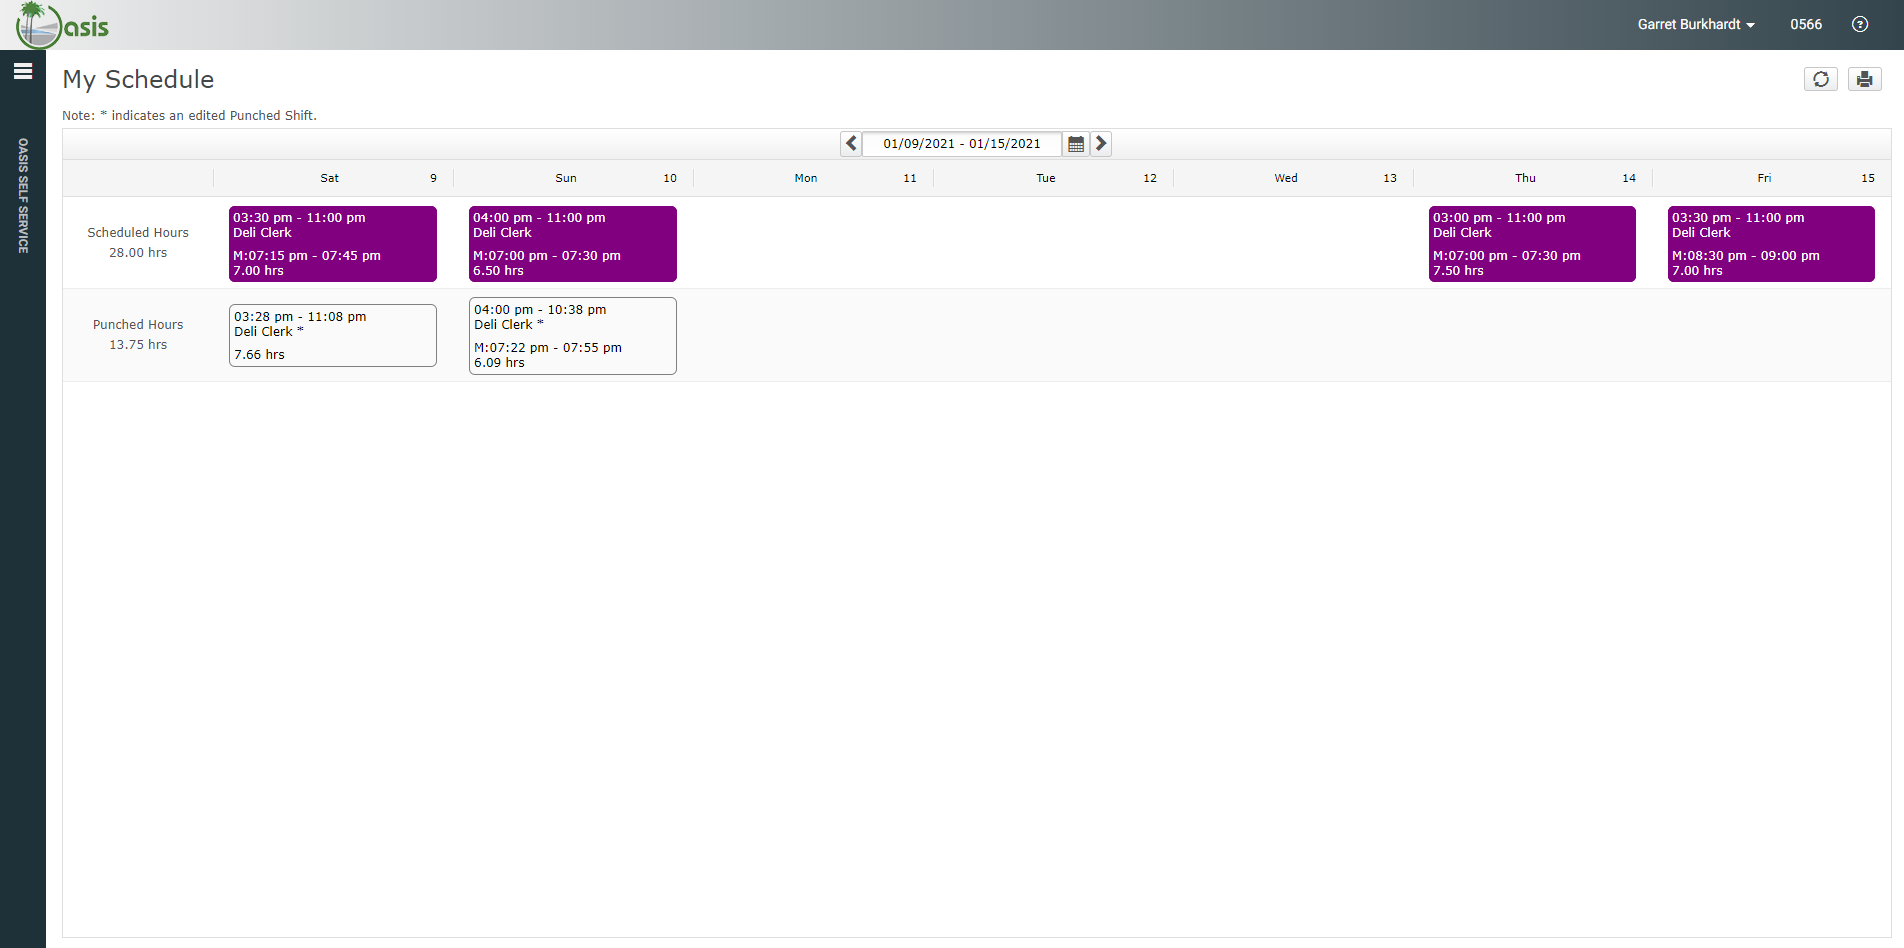 Oasis
Garret Burkhardt
0566
?
OASIS SELF SERVICE
My Schedule
Note: * indicates an edited Punched Shift.
01/09/2021 - 01/15/2021
Sat 9 Sun 10 Mon 11 Tue 12 Wed 13 Thu 14 Fri 15
Scheduled Hours
28.00 hrs
03:30 pm - 11:00 pm
Deli Clerk
M:07:15 pm - 07:45 pm
7.00 hrs
04:00 pm - 11:00 pm
Deli Clerk
M:07:00 pm - 07:30 pm
6.50 hrs
03:00 pm - 11:00 pm
Deli Clerk
M:07:00 pm - 07:30 pm
7.50 hrs
03:30 pm - 11:00 pm
Deli Clerk
M:08:30 pm - 09:00 pm
7.00 hrs
Punched Hours
13.75 hrs
03:28 pm - 11:08 pm
Deli Clerk *
7.66 hrs
04:00 pm - 10:38 pm
Deli Clerk *
M:07:22 pm - 07:55 pm
6.09 hrs